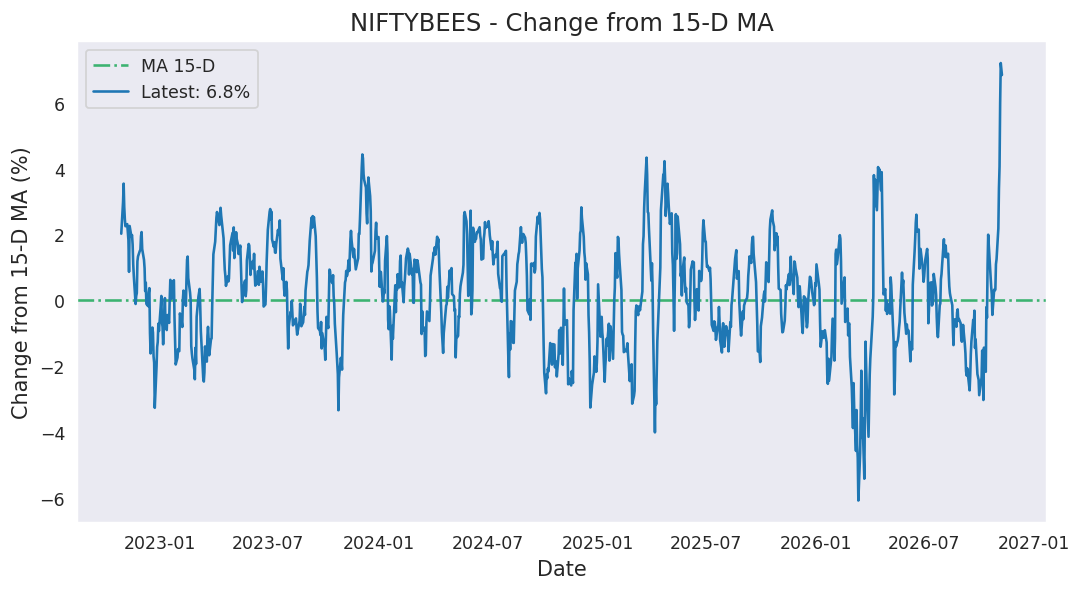 NIFTYBEES - Change from 15-D MA
MA 15-D
Latest: 6.8%
Change from 15-D MA (%)
6
4
2
0
−2
−4
−6
2023-01 2023-07 2024-01 2024-07 2025-01 2025-07 2026-01 2026-07 2027-01
Date